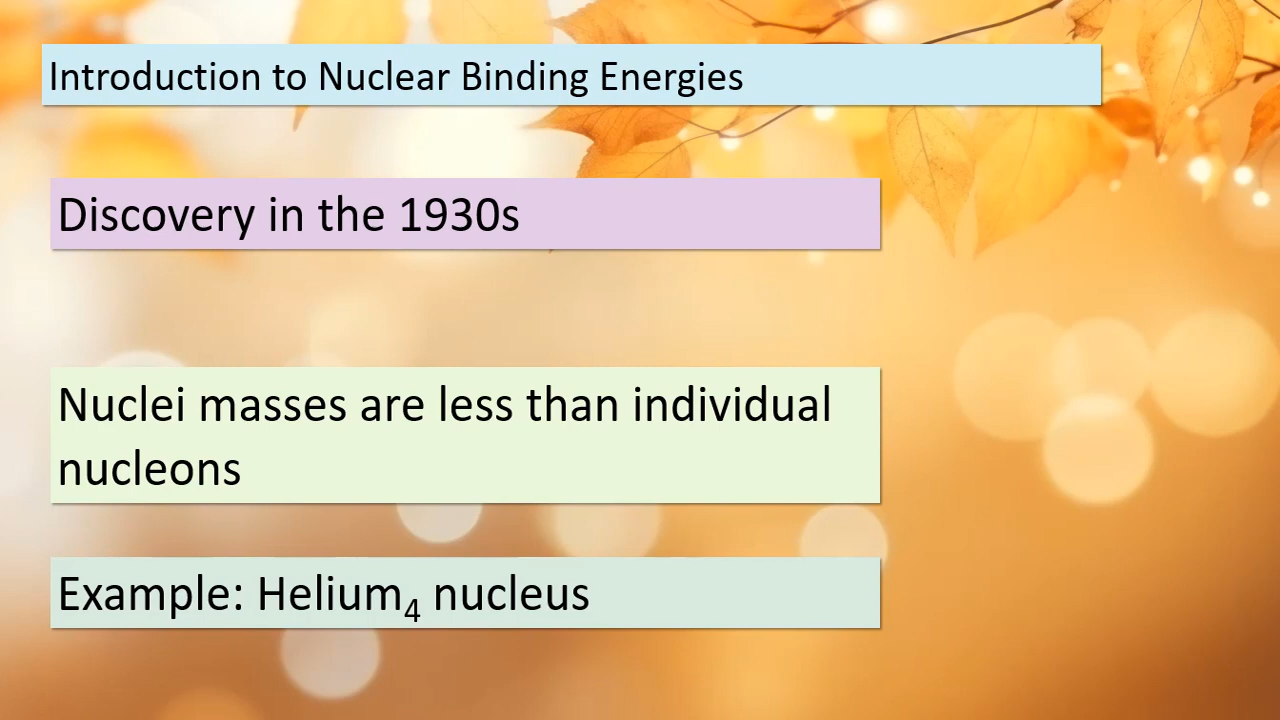 Introduction to Nuclear Binding Energies
Discovery in the 1930s
Nuclei masses are less than individual
nucleons
Example: Helium₄ nucleus